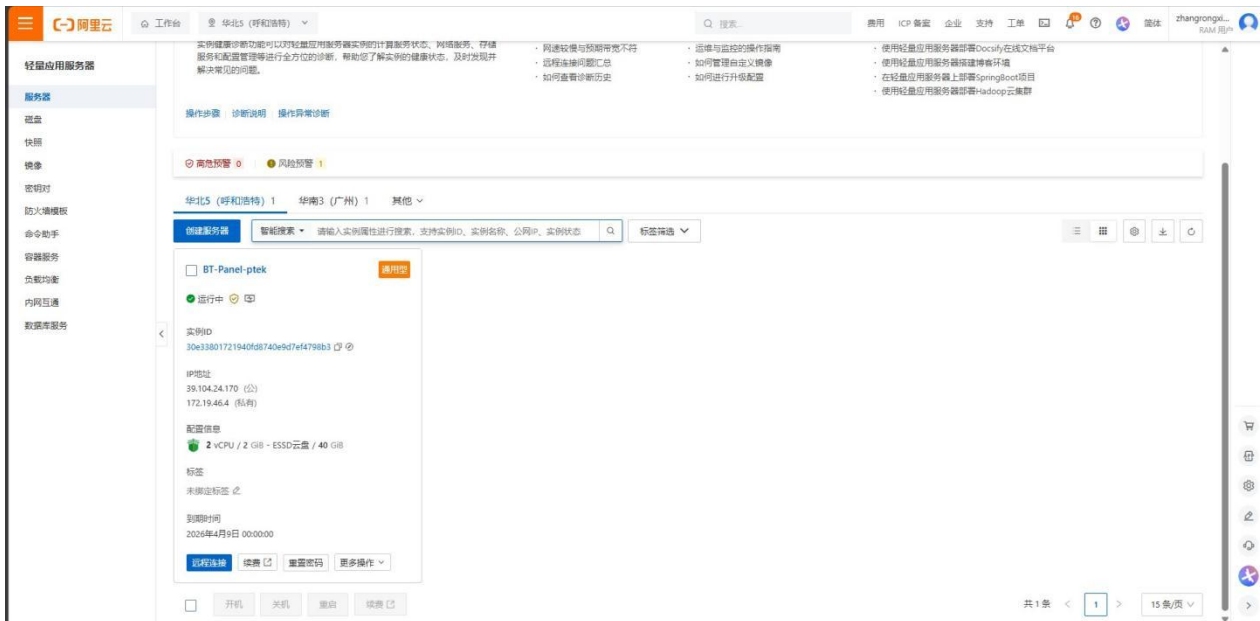 阿里云
工作台
华北5（呼和浩特）
搜索...
费用
ICP 备案
企业
支持
工单
简体
zhangrongxi...
RAM 用户
轻量应用服务器
服务器
磁盘
快照
镜像
密钥对
防火墙模板
命令助手
容器服务
负载均衡
内网互通
数据库服务
实例健康诊断功能可以对轻量应用服务器实例的计算服务状态、网络服务、存储
服务和配置管理等进行全方位的诊断，帮助您了解实例的健康状态，及时发现并
解决常见的问题。
操作步骤
诊断说明
操作异常诊断
· 网速较慢与预期带宽不符
· 远程连接问题汇总
· 如何查看诊断历史
· 运维与监控的操作指南
· 如何管理自定义镜像
· 如何进行升级配置
· 使用轻量应用服务器部署Docsify在线文档平台
· 使用轻量应用服务器搭建博客环境
· 在轻量应用服务器上部署SpringBoot项目
· 使用轻量应用服务器部署Hadoop云集群
高危预警 0
风险预警 1
华北5（呼和浩特）1
华南3（广州）1
其他
创建服务器
智能搜索
请输入实例属性进行搜索，支持实例ID、实例名称、公网IP、实例状态
标签筛选
BT-Panel-ptek
通用型
运行中
实例ID
30e33801721940fd8740e9d7ef4798b3
IP地址
39.104.24.170（公）
172.19.46.4（私有）
配置信息
2 vCPU / 2 GiB - ESSD云盘 / 40 GiB
标签
未绑定标签
到期时间
2026年4月9日 00:00:00
远程连接
续费
重置密码
更多操作
开机
关机
重启
续费
共1条
1
15 条/页